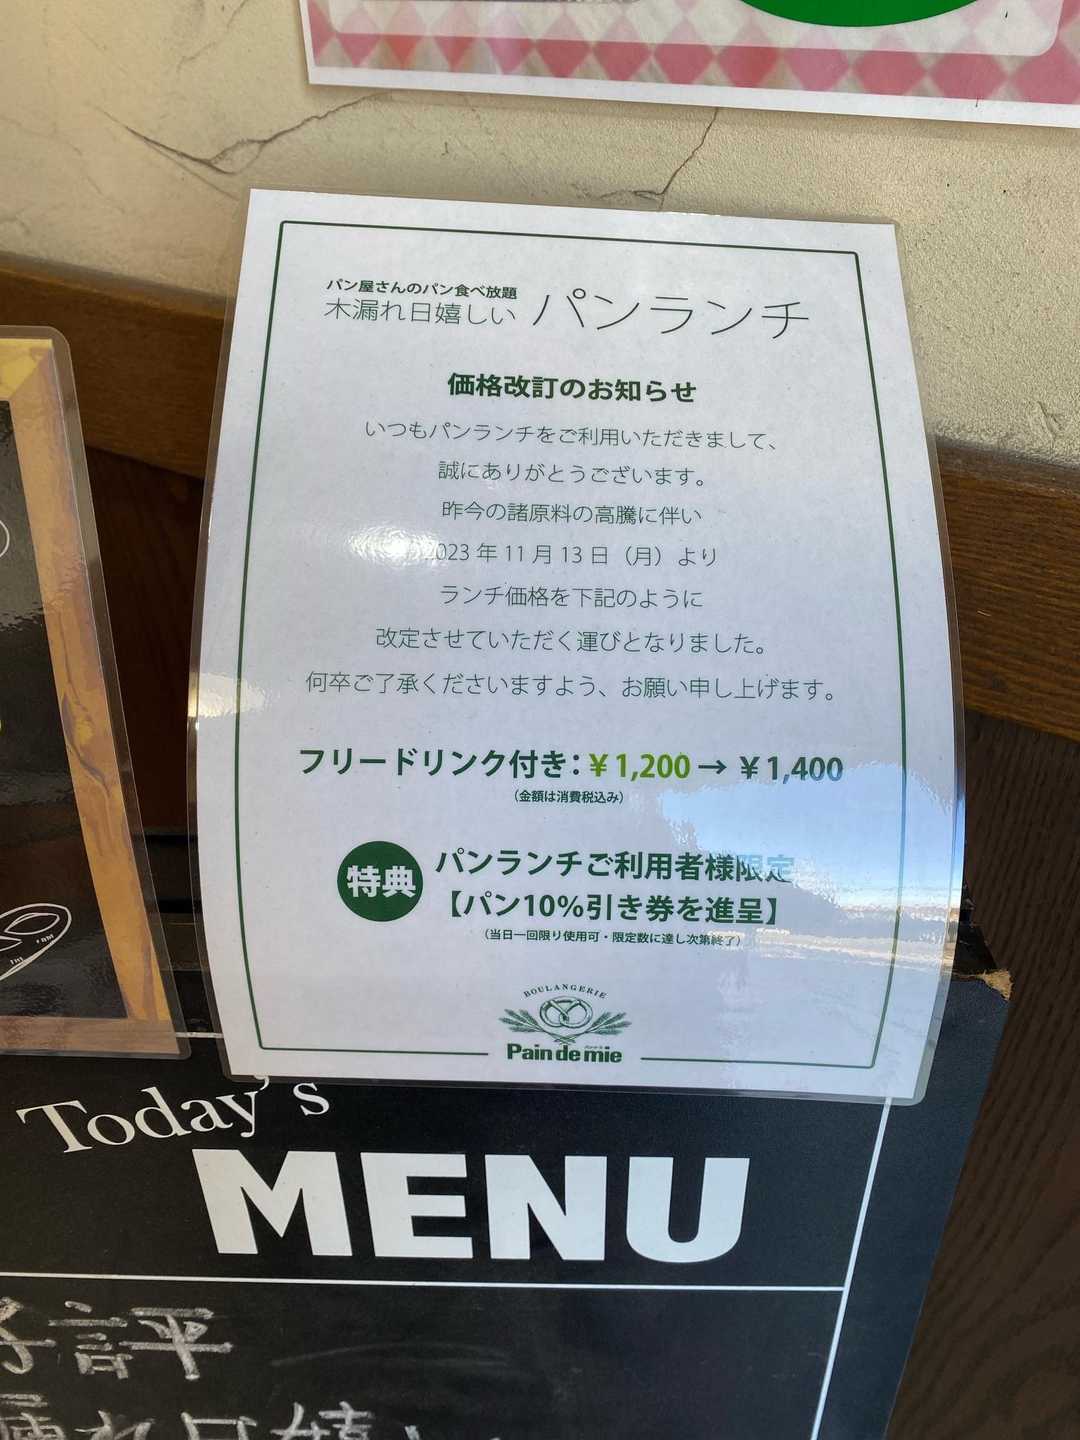 パン屋さんのパン食べ放題
木漏れ日嬉しい パンランチ
価格改訂のお知らせ
いつもパンランチをご利用いただきまして、
誠にありがとうございます。
昨今の諸原料の高騰に伴い
2023年11月13日（月）より
ランチ価格を下記のように
改定させていただく運びとなりました。
何卒ご了承くださいますよう、お願い申し上げます。
フリードリンク付き：￥1,200→￥1,400
（金額は消費税込み）
特典
パンランチご利用者様限定
【パン10%引き券を進呈】
（当日一回限り使用可・限定数に達し次第終了）
BOULANGERIE
Pain de mie
Today's
MENU
好評
漏れ日嬉しい